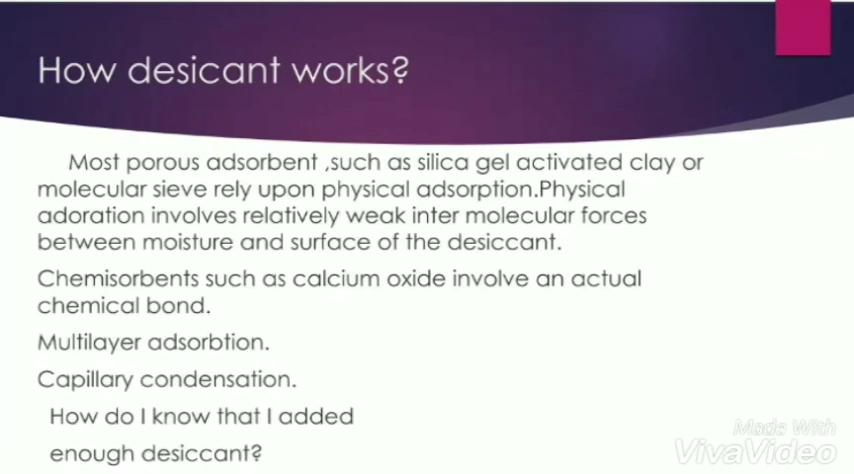 How desicant works?
Most porous adsorbent ,such as silica gel activated clay or
molecular sieve rely upon physical adsorption.Physical
adoration involves relatively weak inter molecular forces
between moisture and surface of the desiccant.
Chemisorbents such as calcium oxide involve an actual
chemical bond.
Multilayer adsorbtion.
Capillary condensation.
How do I know that I added
enough desiccant?
Made With
VivaVideo